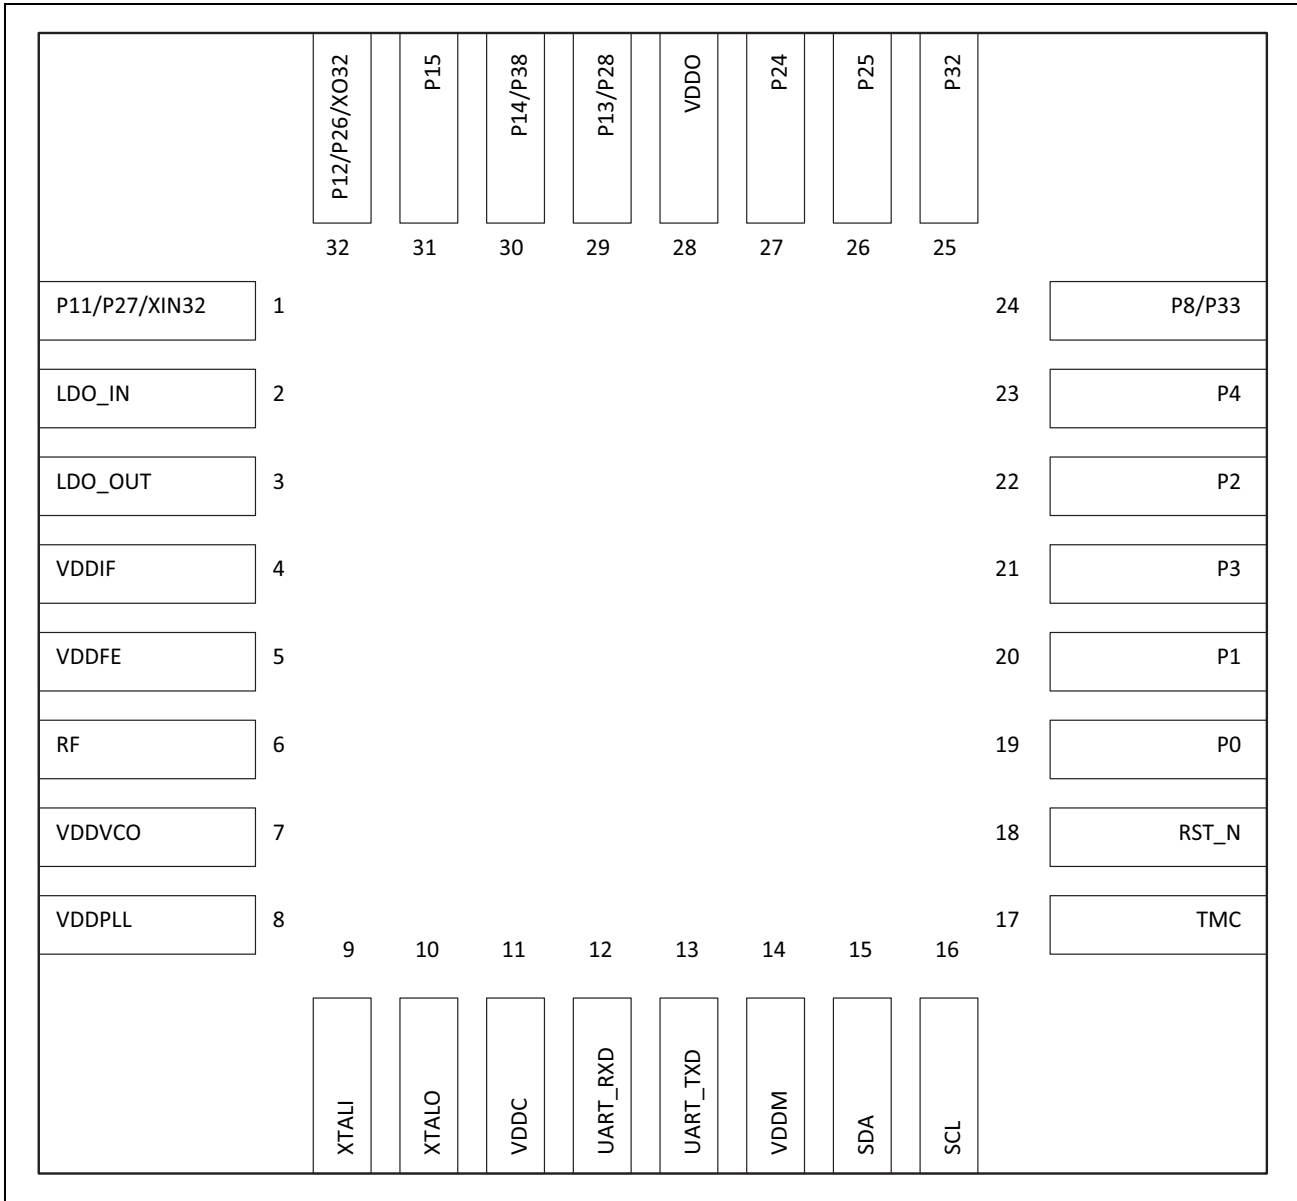 P12/P26/XO32
P15
P14/P38
P13/P28
VDDO
P24
P25
P32
32 31 30 29 28 27 26 25
P11/P27/XIN32 1 24 P8/P33
LDO_IN 2 23 P4
LDO_OUT 3 22 P2
VDDIF 4 21 P3
VDDFE 5 20 P1
RF 6 19 P0
VDDVCO 7 18 RST_N
VDDPLL 8 17 TMC
9 10 11 12 13 14 15 16
XTALI
XTALO
VDDC
UART_RXD
UART_TXD
VDDM
SDA
SCL